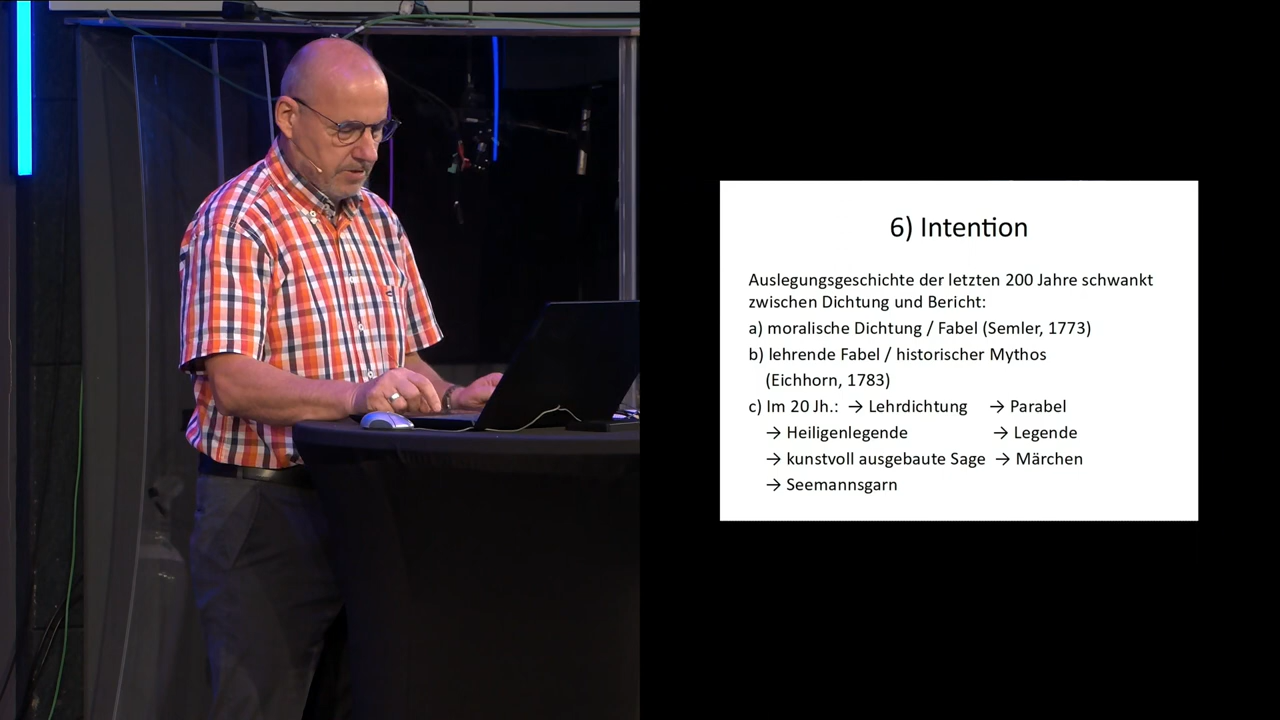 6) Intention
Auslegungsgeschichte der letzten 200 Jahre schwankt
zwischen Dichtung und Bericht:
a) moralische Dichtung / Fabel (Semler, 1773)
b) lehrende Fabel / historischer Mythos
(Eichhorn, 1783)
c) Im 20 Jh.: → Lehrdichtung → Parabel
→ Heiligenlegende → Legende
→ kunstvoll ausgebaute Sage → Märchen
→ Seemannsgarn